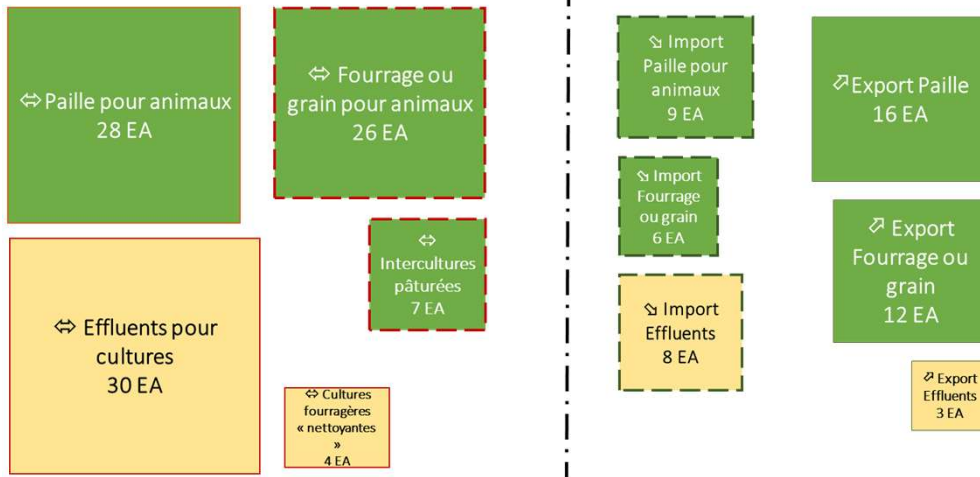 ⇔ Paille pour animaux
28 EA
⇔ Fourrage ou
grain pour animaux
26 EA
⇔
Intercultures
pâturées
7 EA
⇔ Effluents pour
cultures
30 EA
⇔ Cultures
fourragères
« nettoyantes
»
4 EA
⬂ Import
Paille pour
animaux
9 EA
⬂ Import
Fourrage
ou grain
6 EA
⬂ Import
Effluents
8 EA
⬀ Export Paille
16 EA
⬀ Export
Fourrage ou
grain
12 EA
⬀ Export
Effluents
3 EA